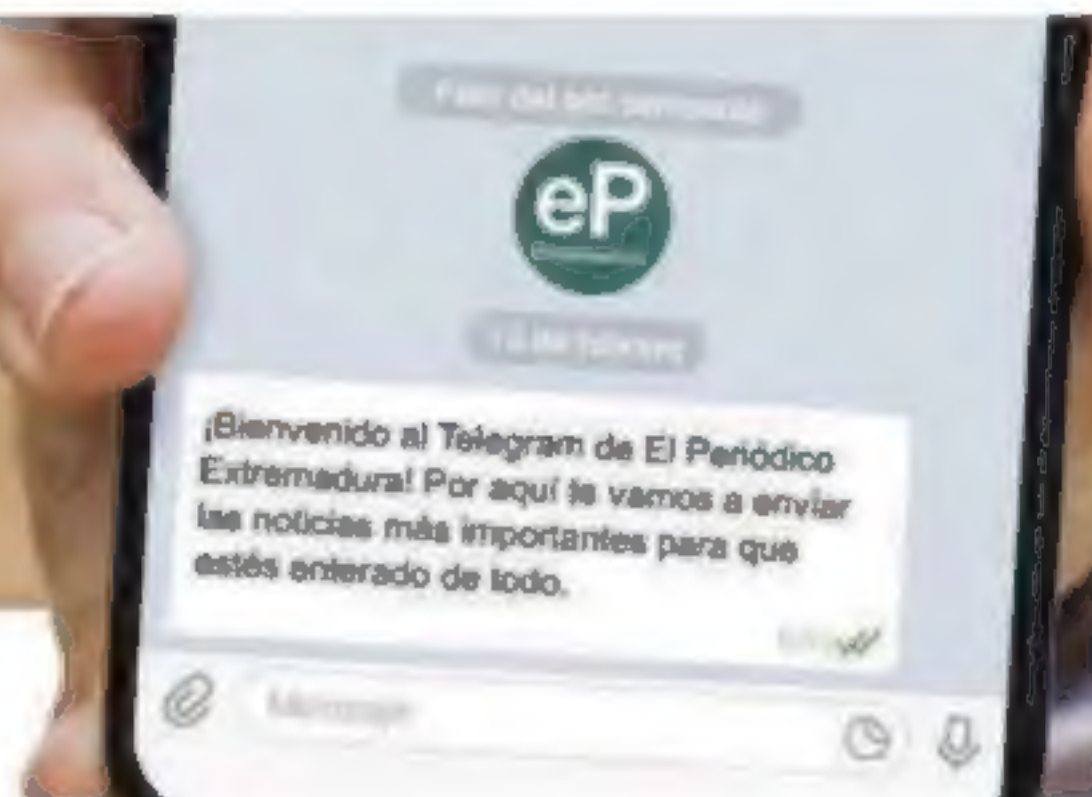 eP
¡Bienvenido al Telegram de El Periódico
Extremadura! Por aquí te vamos a enviar
las noticias más importantes para que
estés enterado de todo.
Mensaje